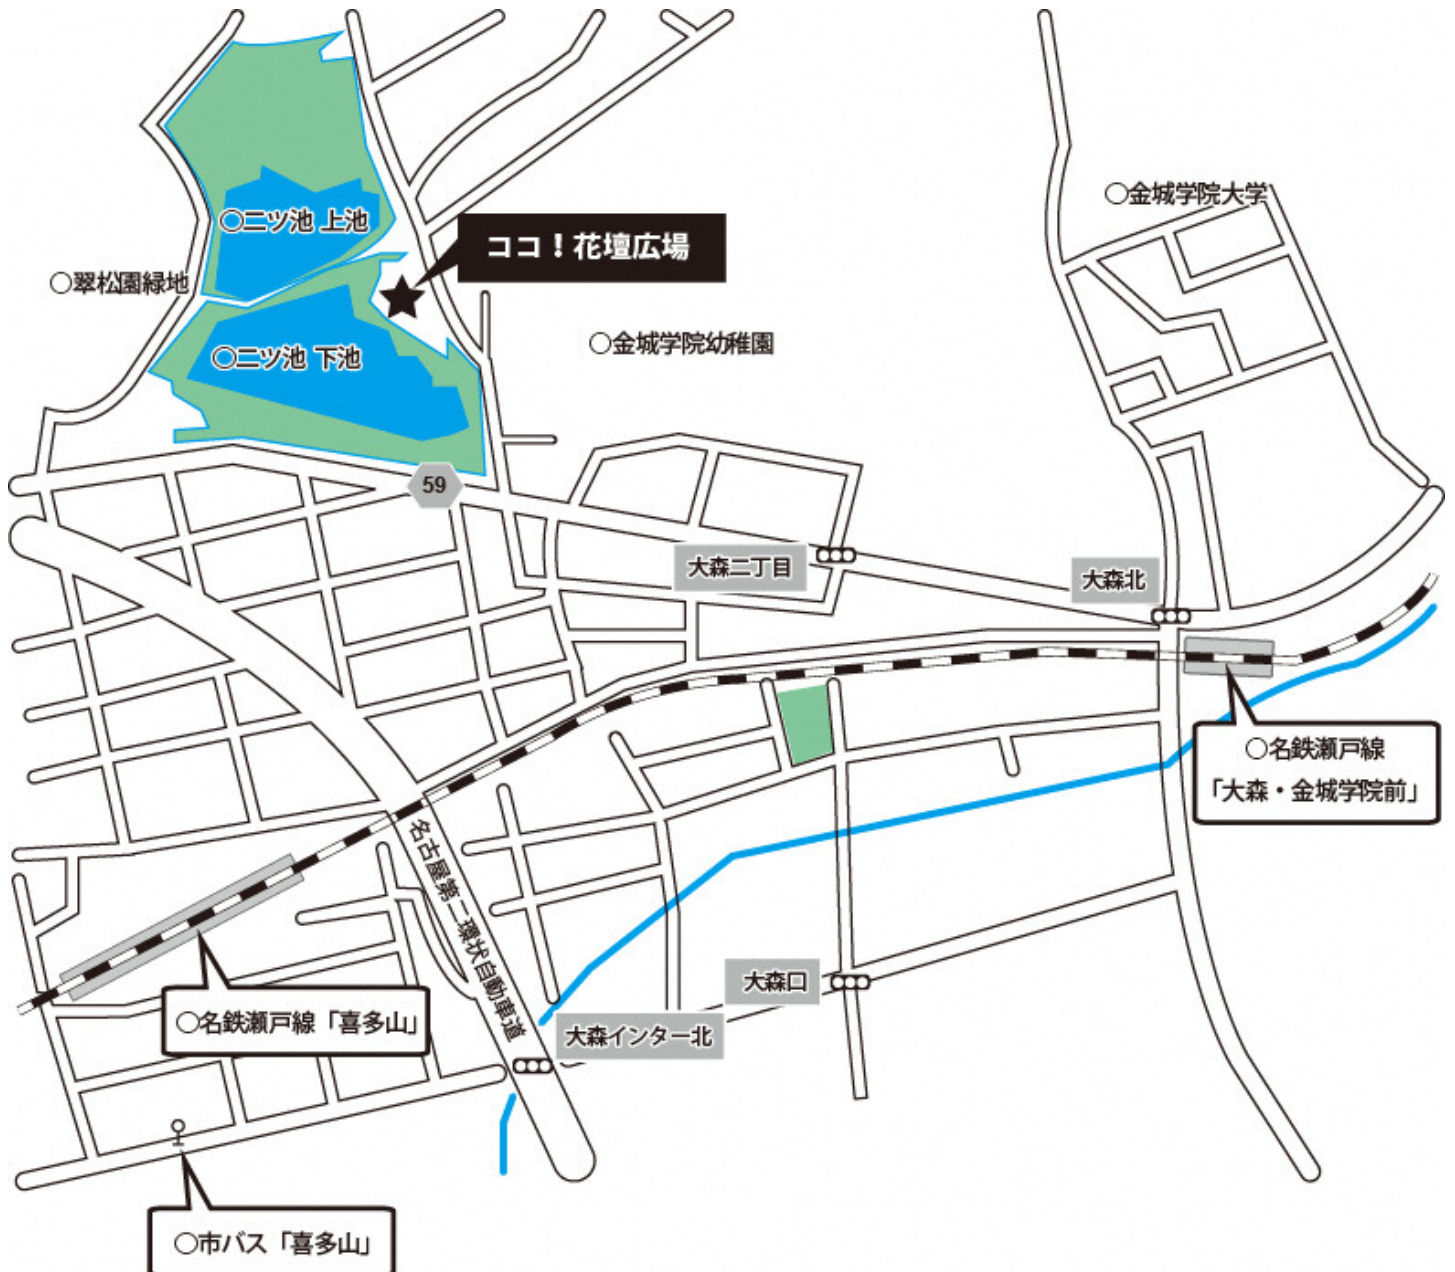 ○金城学院大学
○二ツ池 上池
ココ！花壇広場
○翠松園緑地
○金城学院幼稚園
○二ツ池 下池
59
大森二丁目
大森北
○名鉄瀬戸線
「大森・金城学院前」
名古屋第二環状自動車道
大森口
○名鉄瀬戸線「喜多山」
大森インター北
○市バス「喜多山」